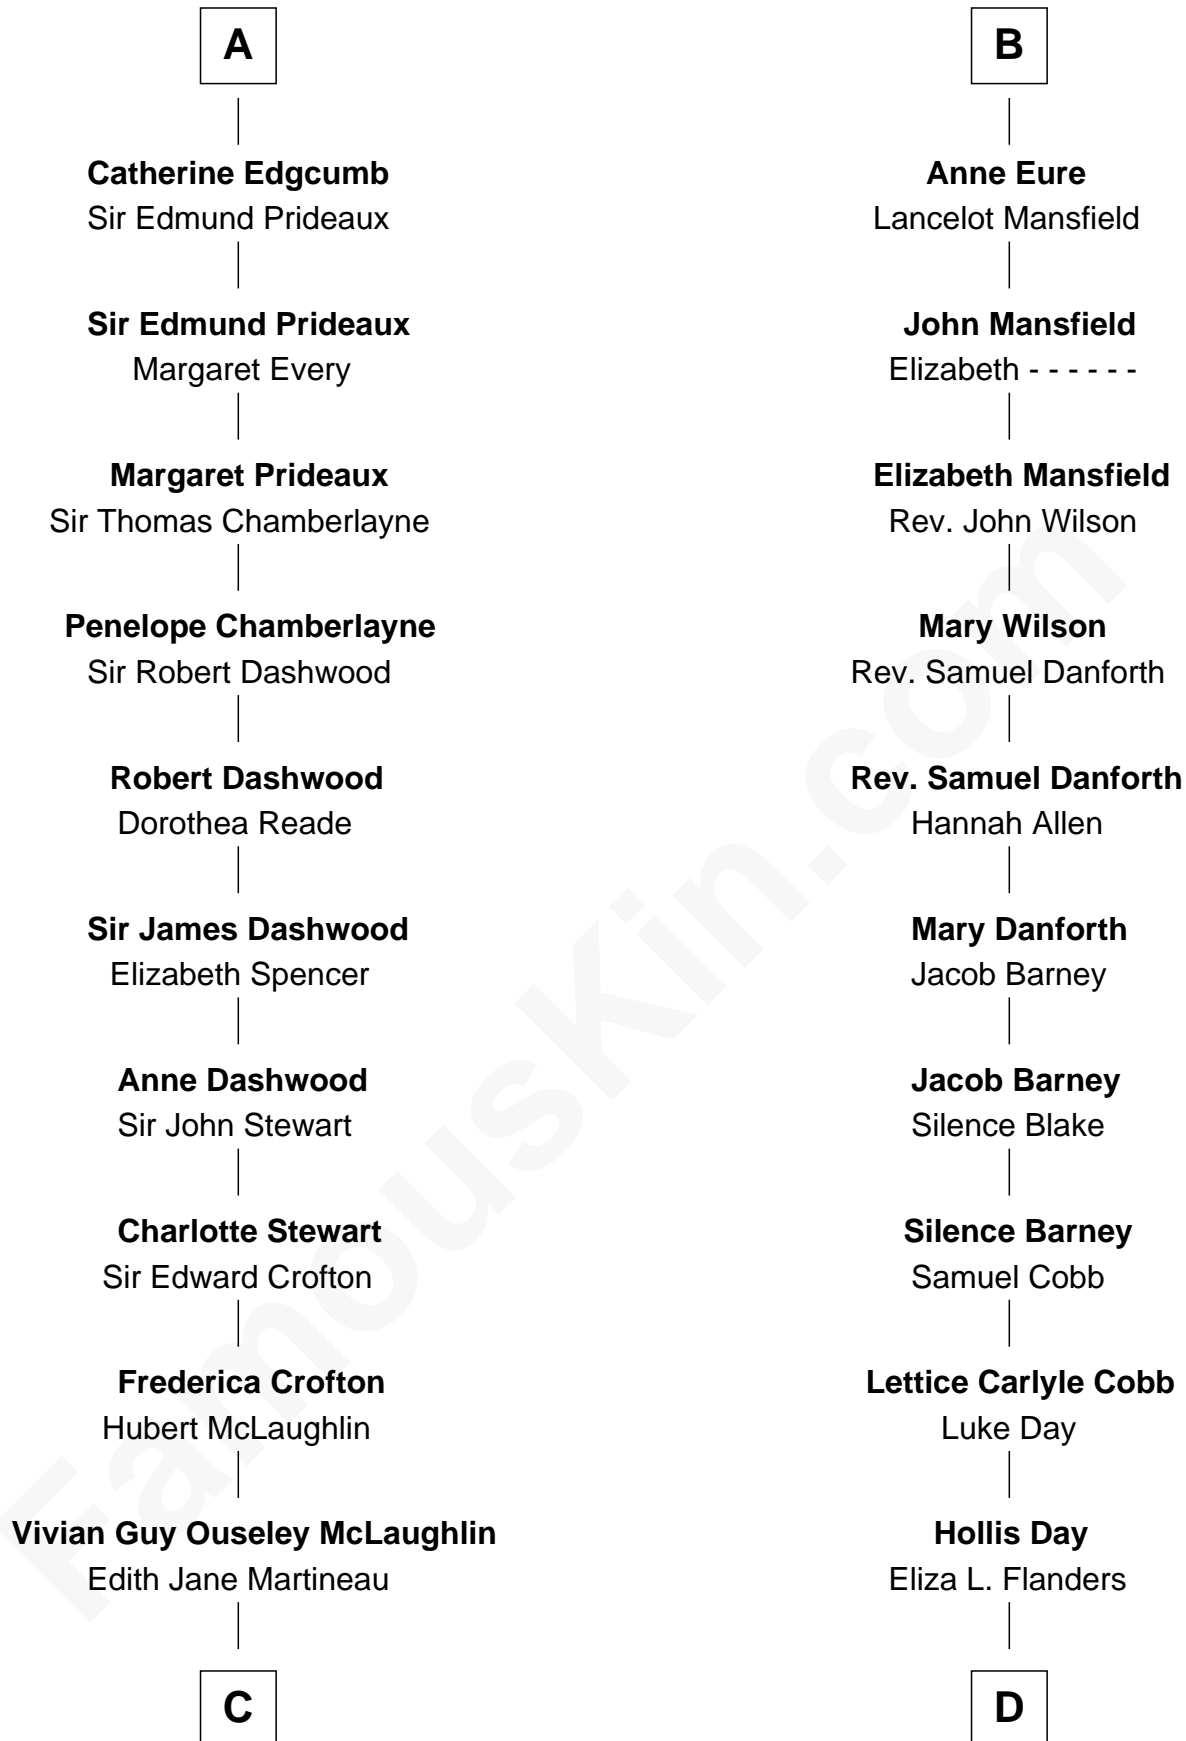 A
Catherine Edgcumb
Sir Edmund Prideaux
Sir Edmund Prideaux
Margaret Every
Margaret Prideaux
Sir Thomas Chamberlayne
Penelope Chamberlayne
Sir Robert Dashwood
Robert Dashwood
Dorothea Reade
Sir James Dashwood
Elizabeth Spencer
Anne Dashwood
Sir John Stewart
Charlotte Stewart
Sir Edward Crofton
Frederica Crofton
Hubert McLaughlin
Vivian Guy Ouseley McLaughlin
Edith Jane Martineau
C
B
Anne Eure
Lancelot Mansfield
John Mansfield
Elizabeth - - - - - -
Elizabeth Mansfield
Rev. John Wilson
Mary Wilson
Rev. Samuel Danforth
Rev. Samuel Danforth
Hannah Allen
Mary Danforth
Jacob Barney
Jacob Barney
Silence Blake
Silence Barney
Samuel Cobb
Lettice Carlyle Cobb
Luke Day
Hollis Day
Eliza L. Flanders
D
FamousKin.com